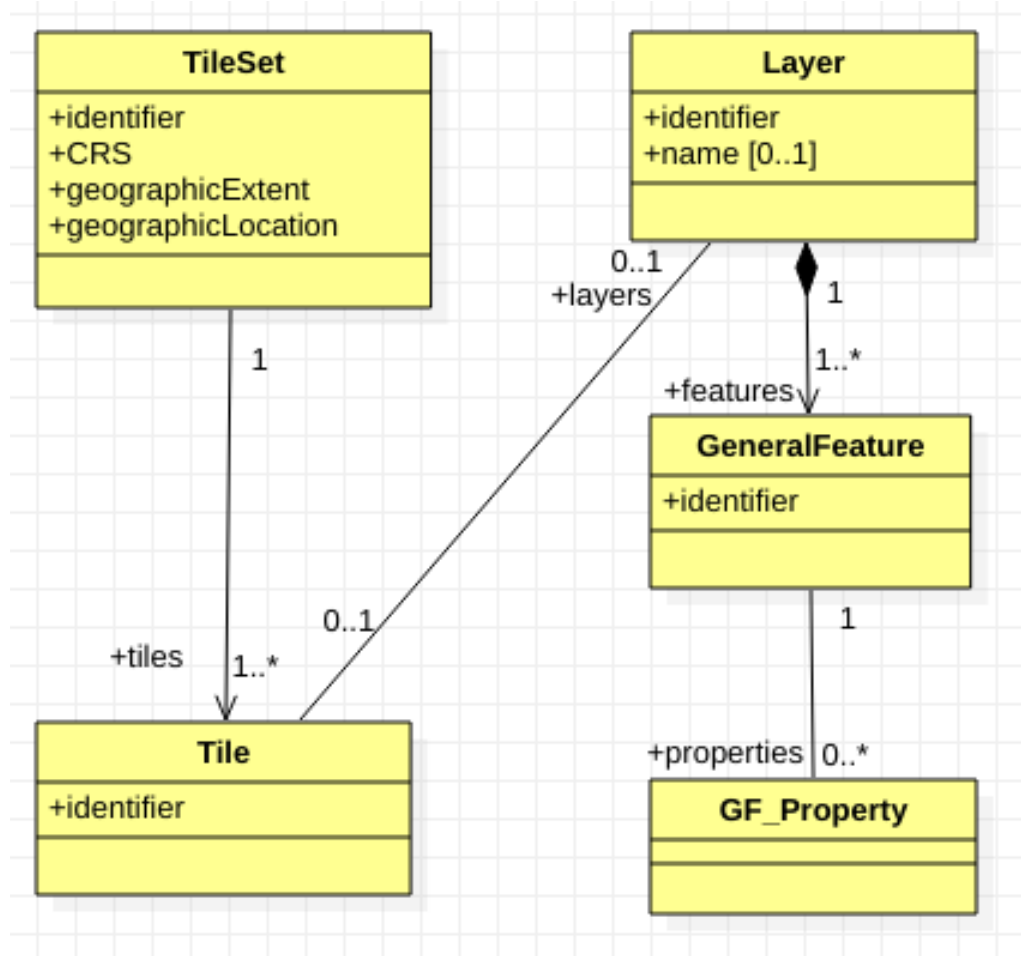 TileSet
+identifier
+CRS
+geographicExtent
+geographicLocation
Layer
+identifier
+name [0..1]
0..1
+layers
1
1..*
+features
1
GeneralFeature
+identifier
0..1
1
+tiles
1..*
Tile
+identifier
+properties
0..*
GF_Property